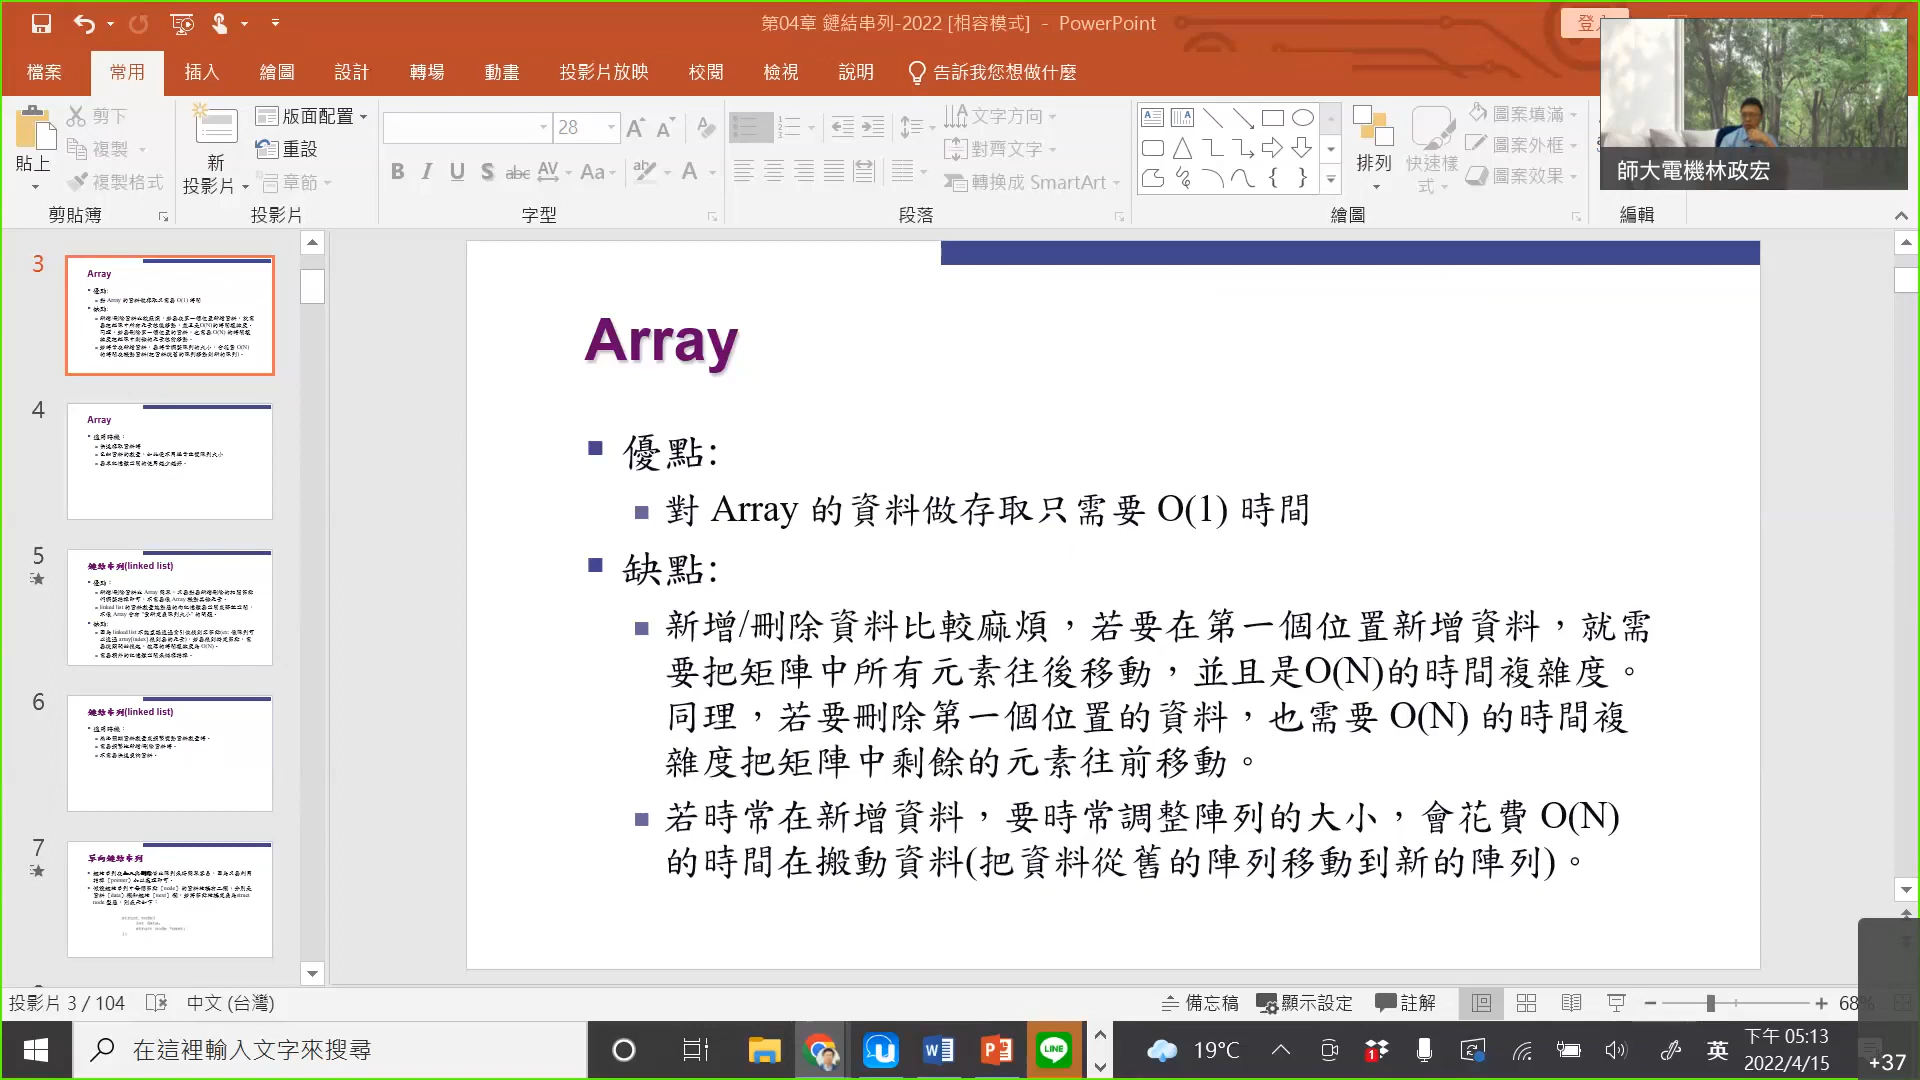 第04章 鏈結串列-2022 [相容模式] - PowerPoint
檔案 常用 插入 繪圖 設計 轉場 動畫 投影片放映 校閱 檢視 說明 告訴我您想做什麼
貼上
剪下
複製
複製格式
剪貼簿
新
投影片
版面配置
重設
章節
投影片
28
字型
文字方向
對齊文字
轉換成 SmartArt
段落
排列
快速樣
式
圖案填滿
圖案外框
圖案效果
繪圖
編輯
師大電機林政宏
3
Array
4
Array
5
鏈結串列(linked list)
6
鏈結串列(linked list)
7
單向鏈結串列
Array
優點:
對 Array 的資料做存取只需要 O(1) 時間
缺點:
新增/刪除資料比較麻煩，若要在第一個位置新增資料，就需
要把矩陣中所有元素往後移動，並且是O(N)的時間複雜度。
同理，若要刪除第一個位置的資料，也需要 O(N) 的時間複
雜度把矩陣中剩餘的元素往前移動。
若時常在新增資料，要時常調整陣列的大小，會花費 O(N)
的時間在搬動資料(把資料從舊的陣列移動到新的陣列)。
投影片 3 / 104 中文 (台灣) 備忘稿 顯示設定 註解 68%
在這裡輸入文字來搜尋
19°C
英
下午 05:13
2022/4/15
+37